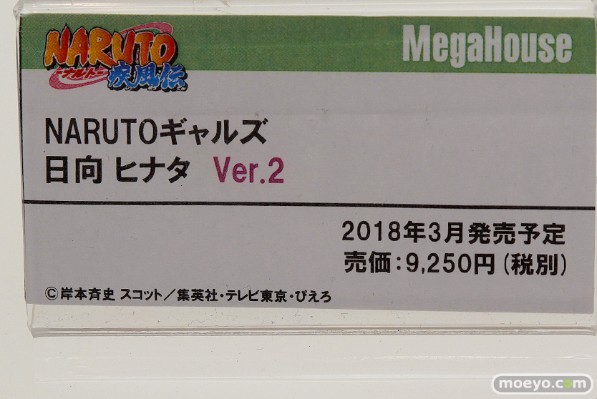 NARUTO
-ナルト-
疾風伝
MegaHouse
NARUTOギャルズ
日向 ヒナタ Ver.2
2018年3月発売予定
売価:9,250円(税別)
©岸本斉史 スコット/集英社・テレビ東京・ぴえろ
moeyo.com